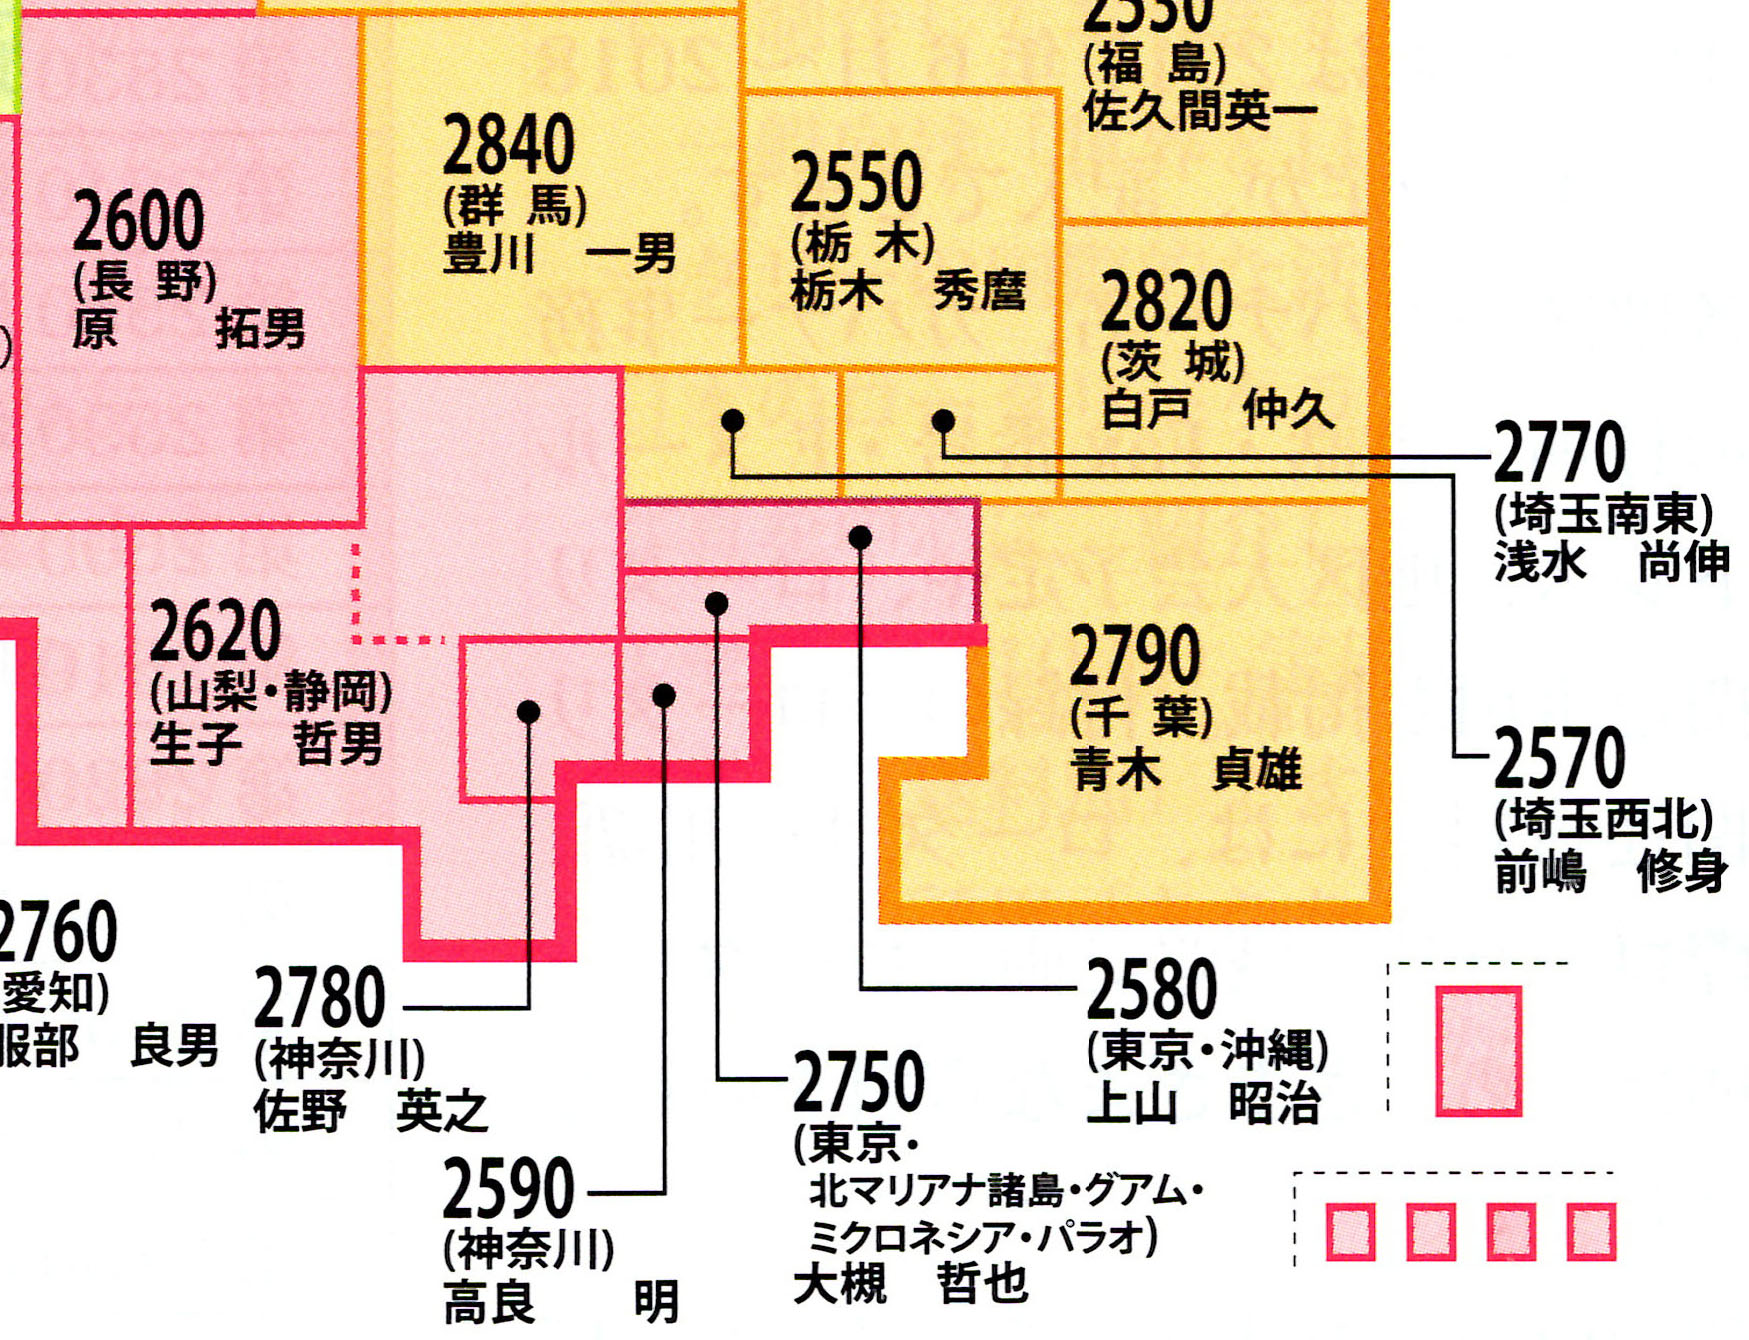 2530
(福 島)
佐久間英一
2840
(群 馬)
豊川 一男
2550
(栃 木)
栃木 秀麿
2600
(長 野)
原 拓男
)
2820
(茨 城)
白戸 仲久
2770
(埼玉南東)
浅水 尚伸
2620
(山梨・静岡)
生子 哲男
2790
(千 葉)
青木 貞雄
2570
(埼玉西北)
前嶋 修身
2760
愛知)
服部 良男
2780
(神奈川)
佐野 英之
2580
(東京・沖縄)
上山 昭治
2750
(東京・
北マリアナ諸島・グアム・
ミクロネシア・パラオ)
大槻 哲也
2590
(神奈川)
高良 明